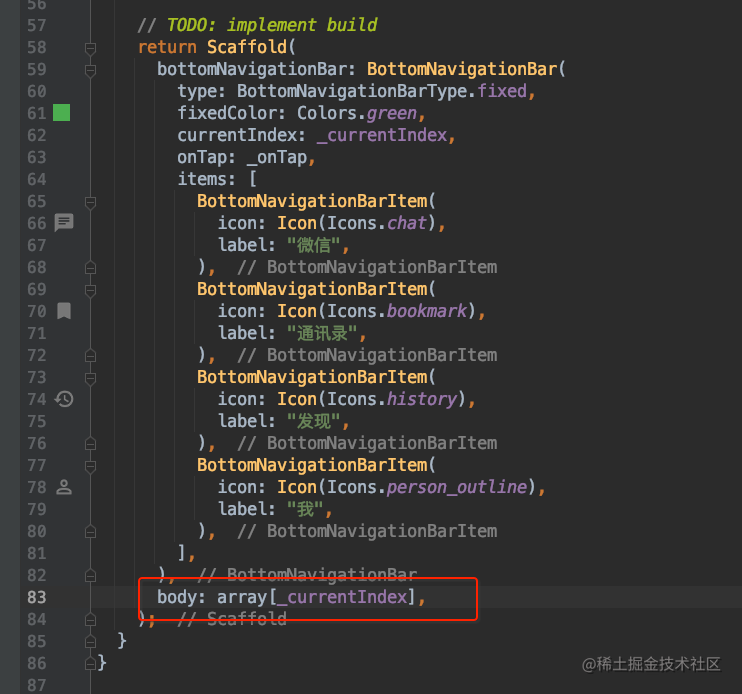 56
57 // TODO: implement build
58 return Scaffold(
59 bottomNavigationBar: BottomNavigationBar(
60 type: BottomNavigationBarType.fixed,
61 fixedColor: Colors.green,
62 currentIndex: _currentIndex,
63 onTap: _onTap,
64 items: [
65 BottomNavigationBarItem(
66 icon: Icon(Icons.chat),
67 label: "微信",
68 ), // BottomNavigationBarItem
69 BottomNavigationBarItem(
70 icon: Icon(Icons.bookmark),
71 label: "通讯录",
72 ), // BottomNavigationBarItem
73 BottomNavigationBarItem(
74 icon: Icon(Icons.history),
75 label: "发现",
76 ), // BottomNavigationBarItem
77 BottomNavigationBarItem(
78 icon: Icon(Icons.person_outline),
79 label: "我",
80 ), // BottomNavigationBarItem
81 ],
82 ), // BottomNavigationBar
83 body: array[_currentIndex],
84 ); // Scaffold
85 }
86 }
@稀土掘金技术社区
87